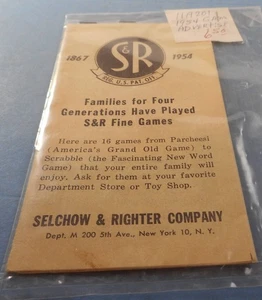 S&R
REG. U.S. PAT. OFF.
1867
1954
Families for Four
Generations Have Played
S&R Fine Games
Here are 16 games from Parcheesi
(America's Grand Old Game) to
Scrabble (the Fascinating New Word
Game) that your entire family will
enjoy. Ask for them at your favorite
Department Store or Toy Shop.
SELCHOW & RIGHTER COMPANY
Dept. M 200 5th Ave., New York 10, N. Y.